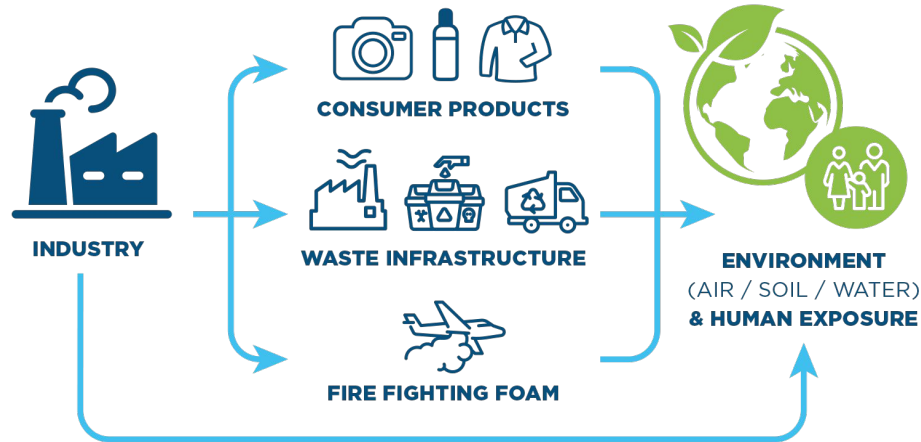 CONSUMER PRODUCTS
INDUSTRY
WASTE INFRASTRUCTURE
ENVIRONMENT
(AIR / SOIL / WATER)
& HUMAN EXPOSURE
FIRE FIGHTING FOAM